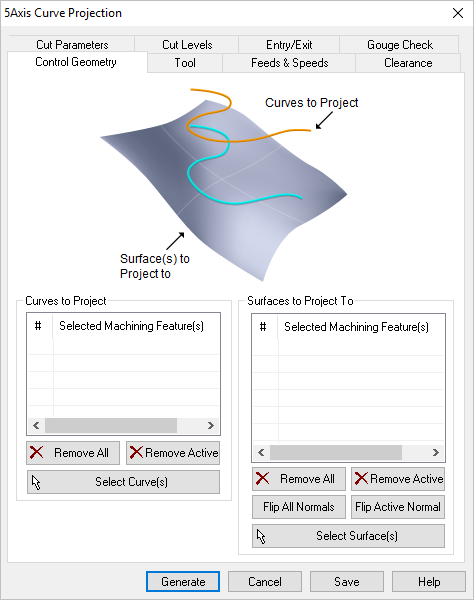 5Axis Curve Projection
Cut Parameters
Cut Levels
Entry/Exit
Gouge Check
Control Geometry
Tool
Feeds & Speeds
Clearance
Curves to Project
Surface(s) to
Project to
Curves to Project
# Selected Machining Feature(s)
Remove All
Remove Active
Select Curve(s)
Surfaces to Project To
# Selected Machining Feature(s)
Remove All
Remove Active
Flip All Normals
Flip Active Normal
Select Surface(s)
Generate
Cancel
Save
Help